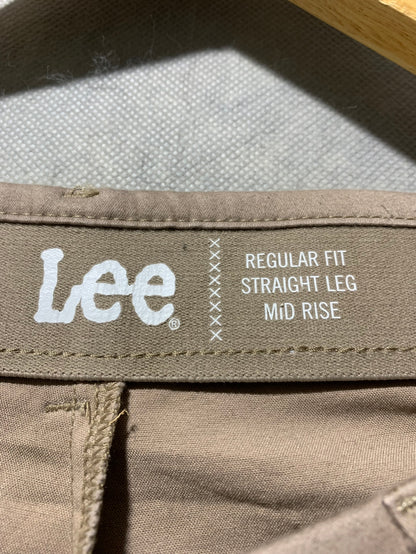 Lee®
REGULAR FIT
STRAIGHT LEG
MiD RISE